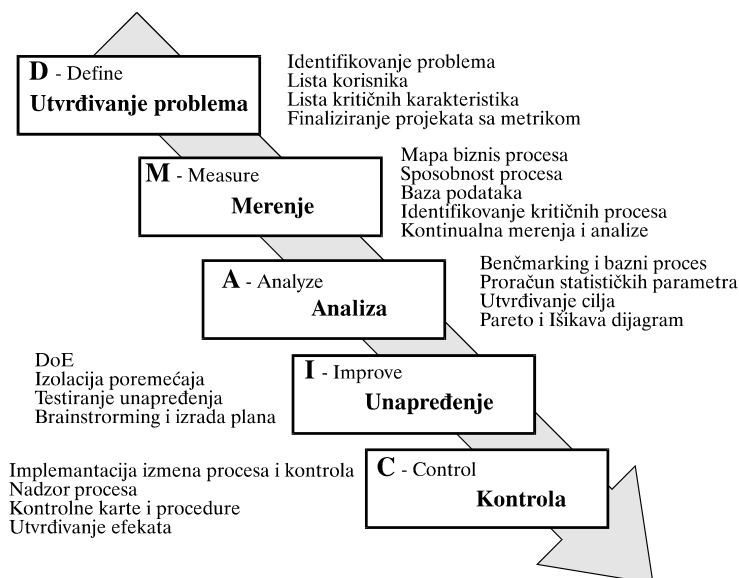 D - Define
Utvrđivanje problema
Identifikovanje problema
Lista korisnika
Lista kritičnih karakteristika
Finaliziranje projekata sa metrikom
M - Measure
Merenje
Mapa biznis procesa
Sposobnost procesa
Baza podataka
Identifikovanje kritičnih procesa
Kontinualna merenja i analize
A - Analyze
Analiza
Benčmarking i bazni proces
Proračun statističkih parametra
Utvrđivanje cilja
Pareto i Išikava dijagram
I - Improve
Unapređenje
DoE
Izolacija poremećaja
Testiranje unapređenja
Brainstrorming i izrada plana
C - Control
Kontrola
Implemantacija izmena procesa i kontrola
Nadzor procesa
Kontrolne karte i procedure
Utvrđivanje efekata